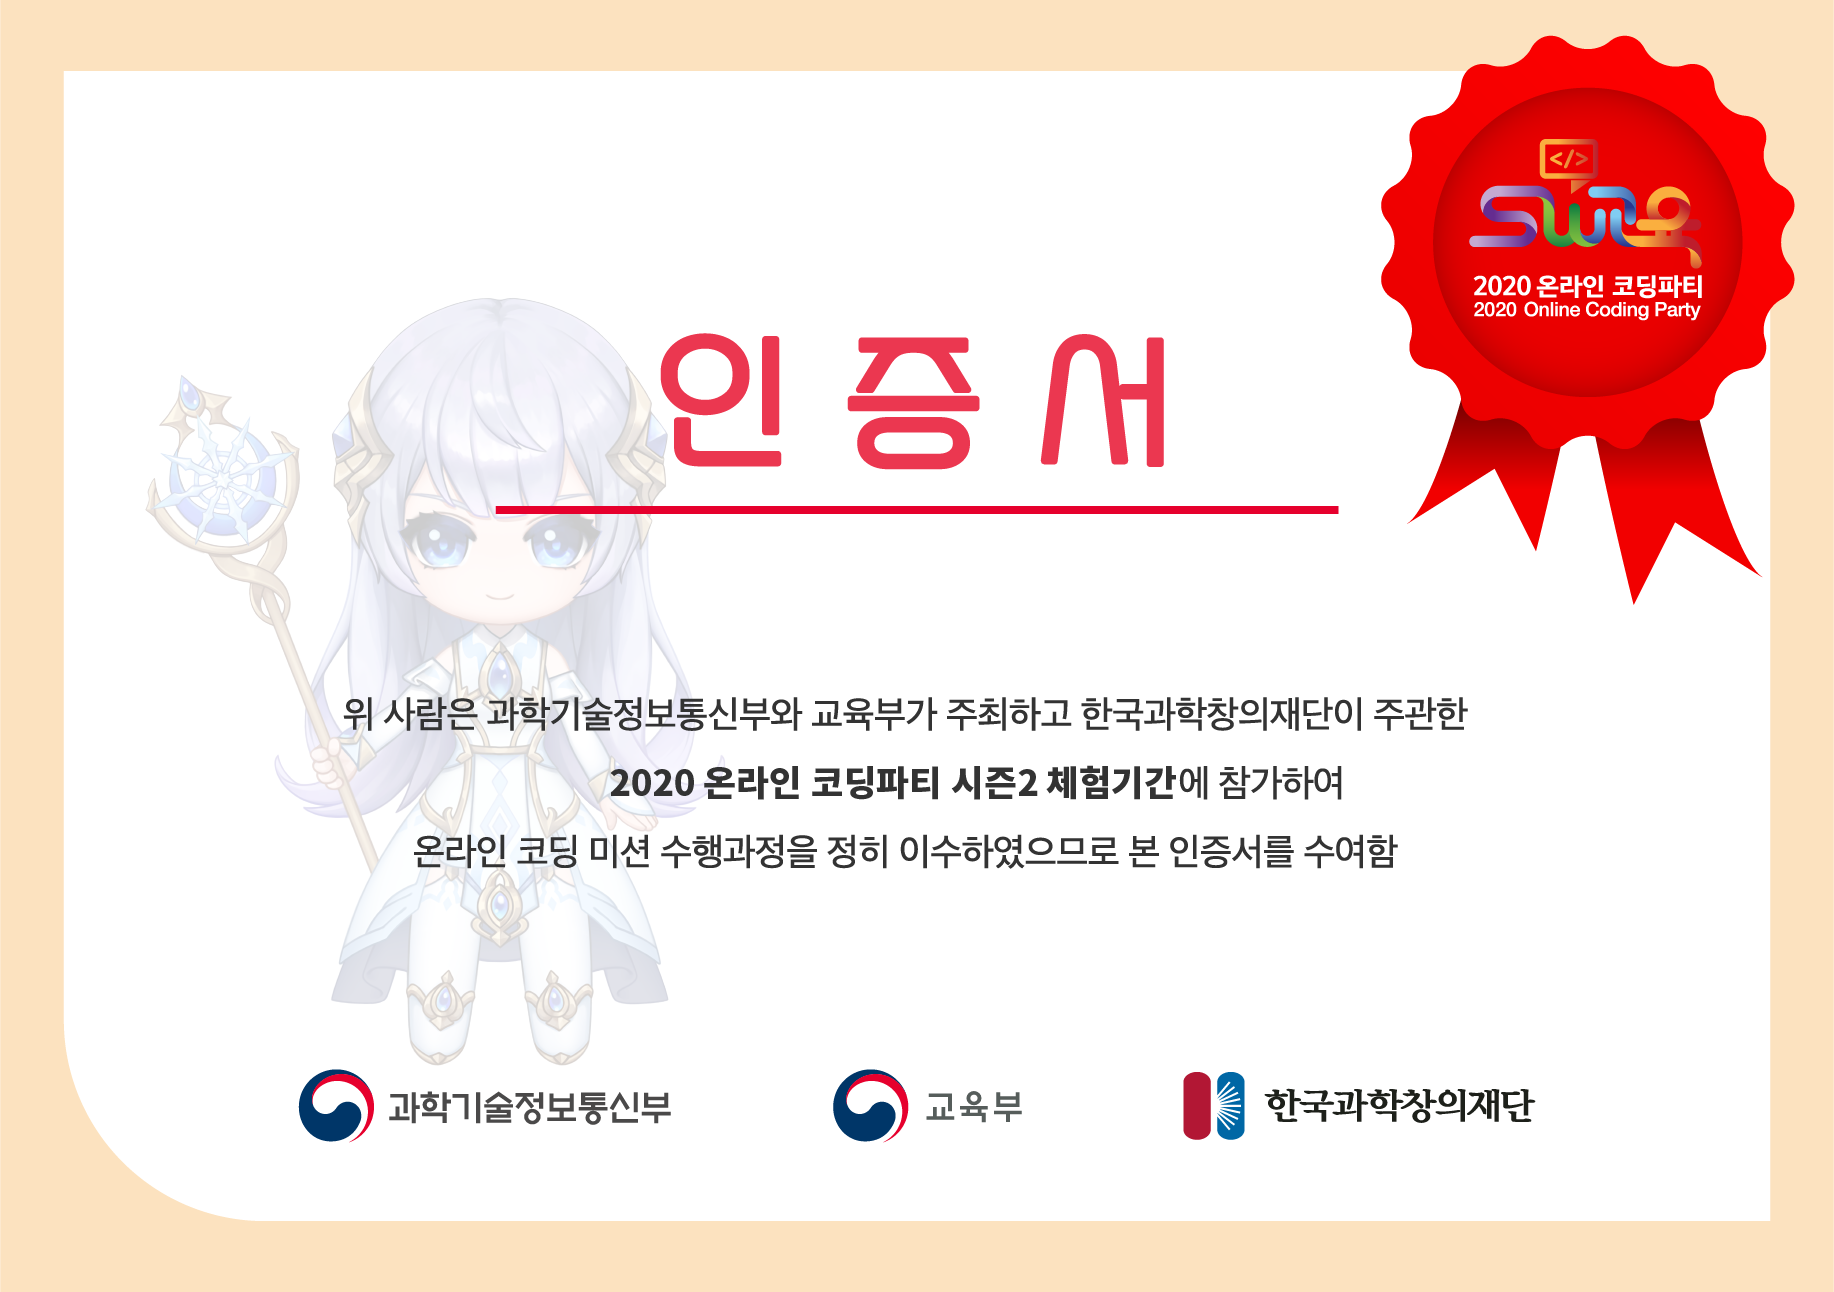 </>
SW교육
2020 온라인 코딩파티
2020 Online Coding Party
인증서
위 사람은 과학기술정보통신부와 교육부가 주최하고 한국과학창의재단이 주관한
2020 온라인 코딩파티 시즌2 체험기간에 참가하여
온라인 코딩 미션 수행과정을 정히 이수하였으므로 본 인증서를 수여함
과학기술정보통신부
교육부
한국과학창의재단